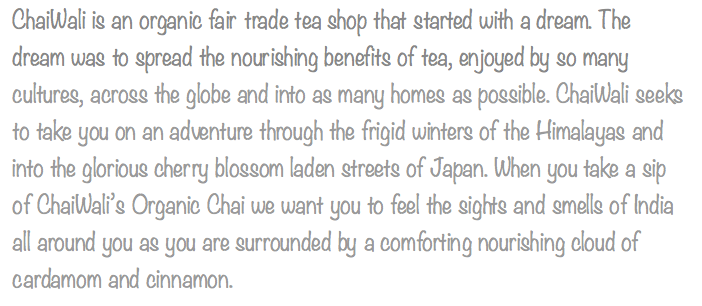 ChaiWali is an organic fair trade tea shop that started with a dream. The
dream was to spread the nourishing benefits of tea, enjoyed by so many
cultures, across the globe and into as many homes as possible. ChaiWali seeks
to take you on an adventure through the frigid winters of the Himalayas and
into the glorious cherry blossom laden streets of Japan. When you take a sip
of ChaiWali's Organic Chai we want you to feel the sights and smells of India
all around you as you are surrounded by a comforting nourishing cloud of
cardamom and cinnamon.